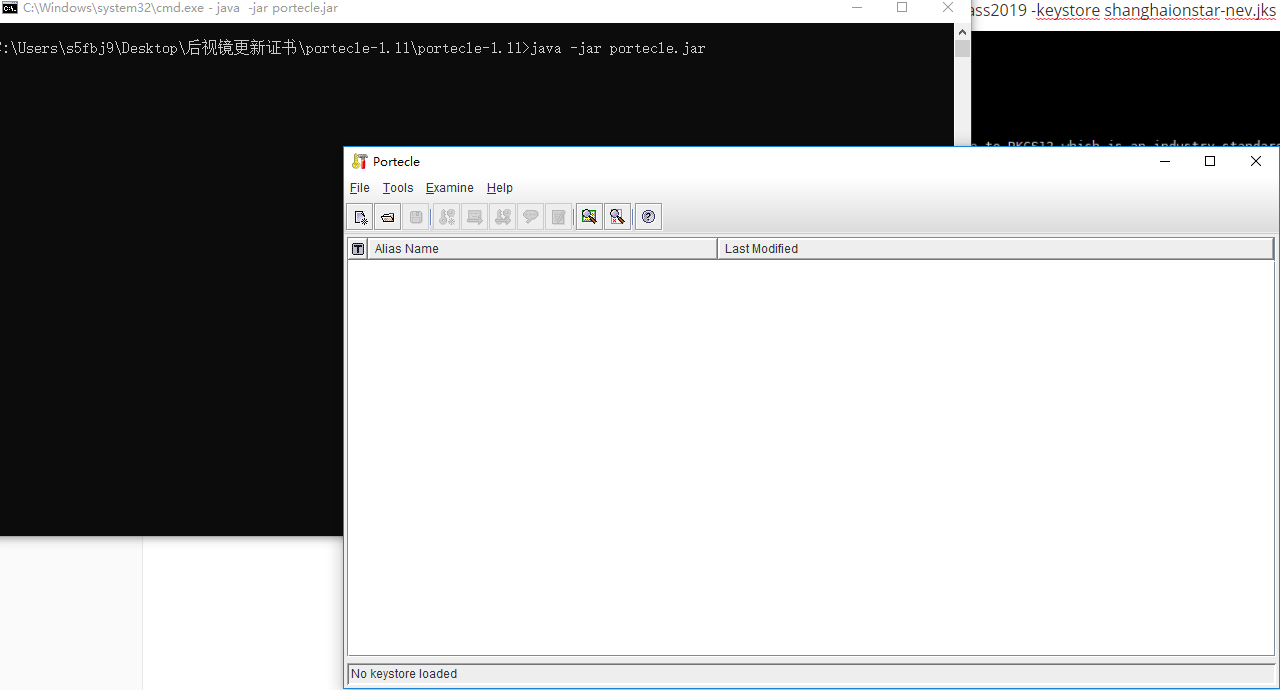 C:\Windows\system32\cmd.exe - java -jar portecle.jar
ass2019 -keystore shanghaionstar-nev.jks
:\Users\s5fbj9\Desktop\后视镜更新证书\portecle-1.11\portecle-1.11>java -jar portecle.jar
to PKCS12 which is an industry standar
Portecle
File Tools Examine Help
T Alias Name Last Modified
No keystore loaded